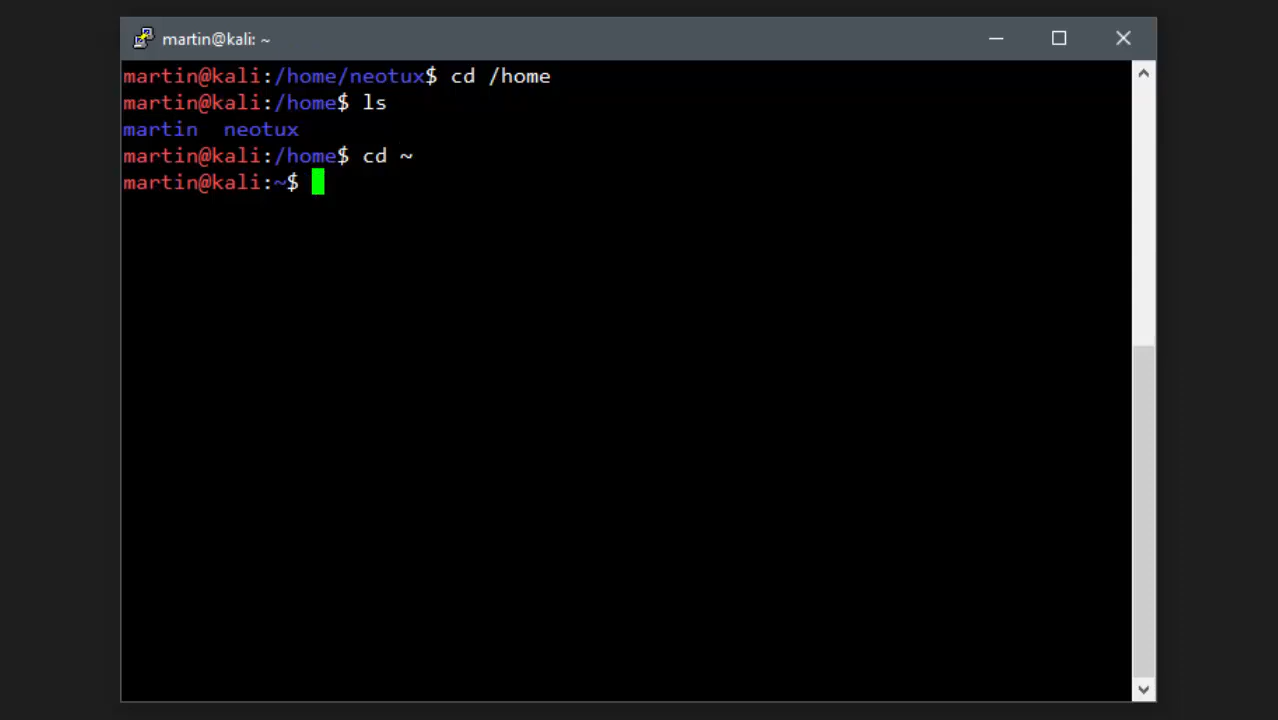 martin@kali: ~
martin@kali:/home/neotux$ cd /home
martin@kali:/home$ ls
martin  neotux
martin@kali:/home$ cd ~
martin@kali:~$